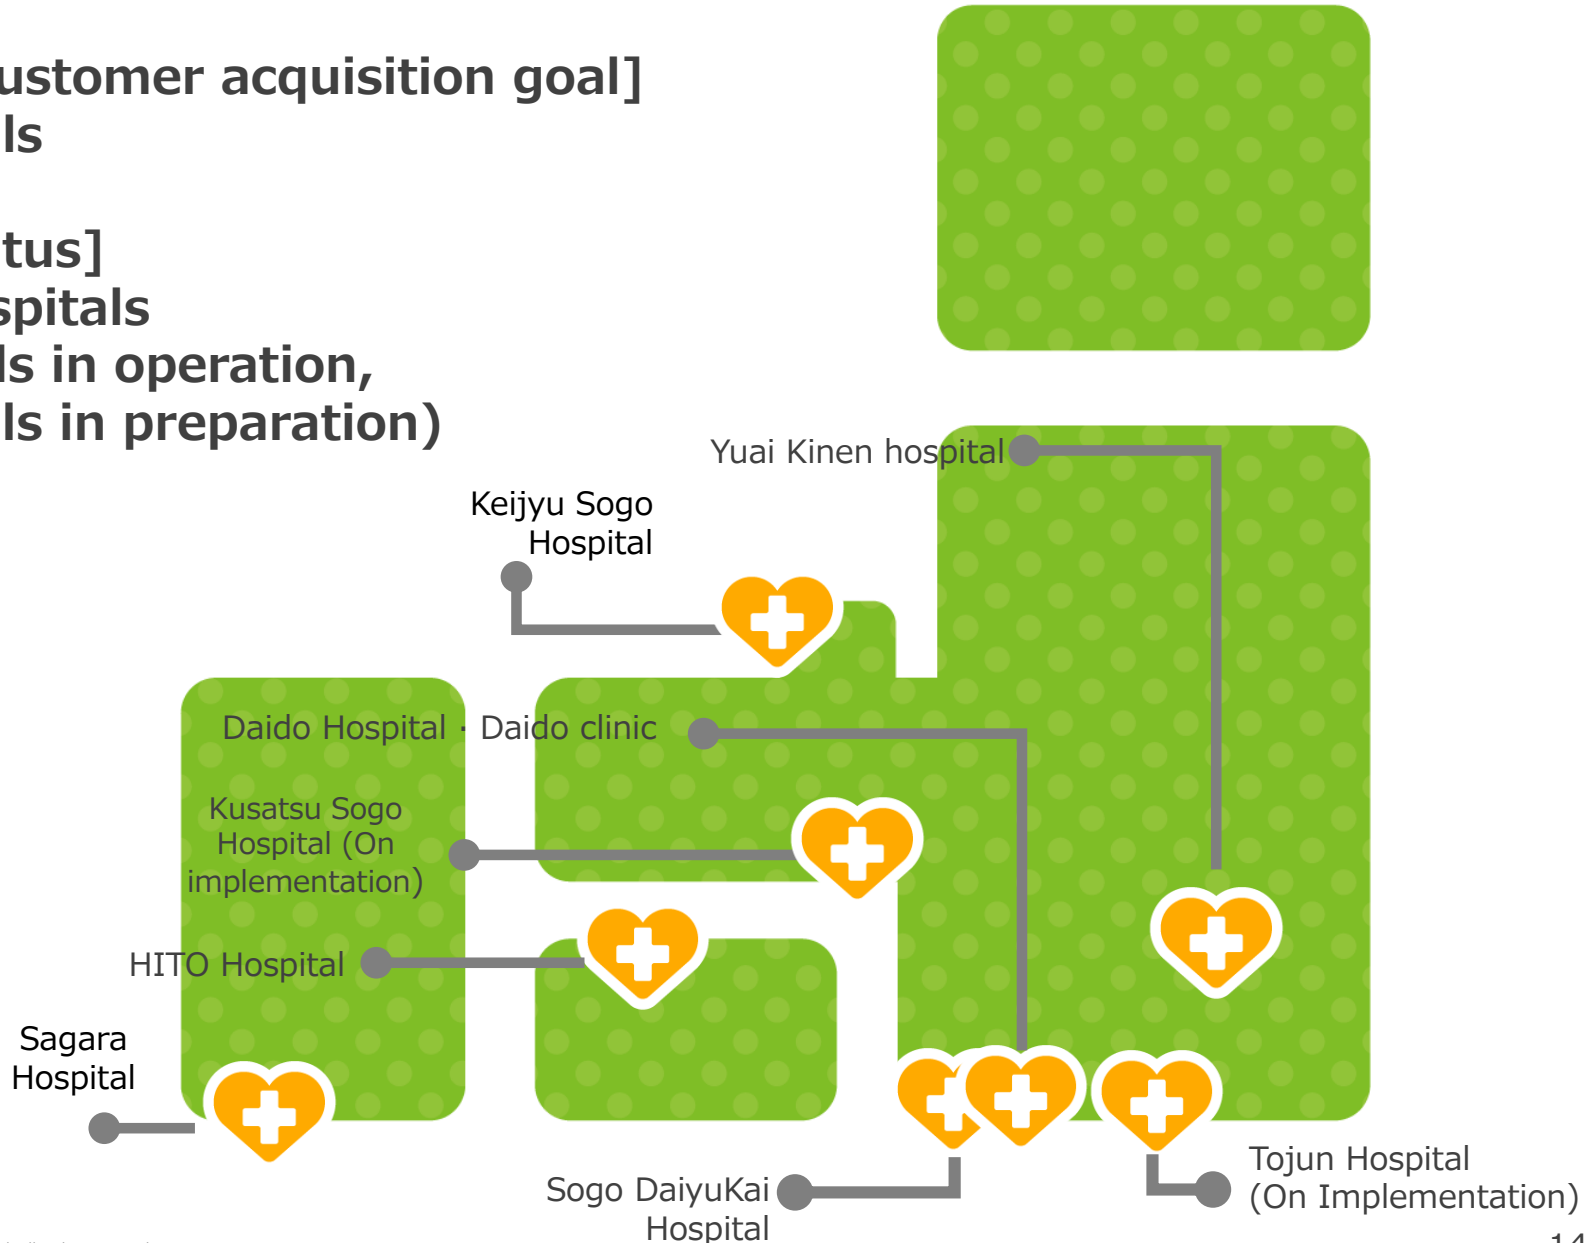 ustomer acquisition goal]
ls
tus]
spitals
ls in operation,
ls in preparation)
Yuai Kinen hospital
Keijyu Sogo
Hospital
Daido Hospital · Daido clinic
Kusatsu Sogo
Hospital (On
implementation)
HITO Hospital
Sagara
Hospital
Sogo DaiyuKai
Hospital
Tojun Hospital
(On Implementation)
14